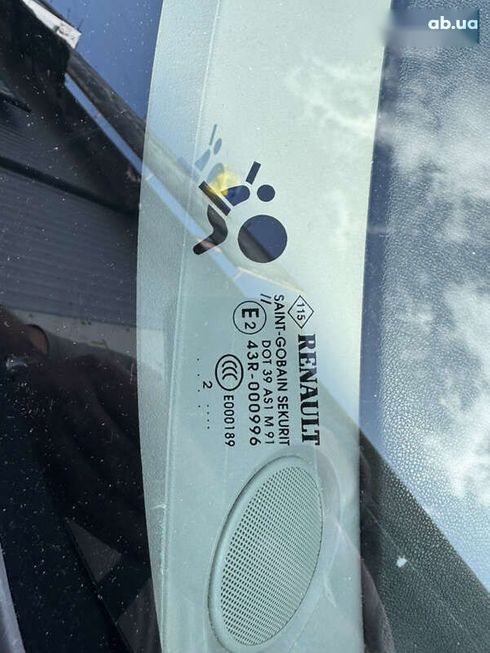 ab.ua
115
RENAULT
SAINT-GOBAIN SEKURIT
//
DOT 39 AS1 M 91
E2 43R-000996
CCC E000189
.. 2 ....